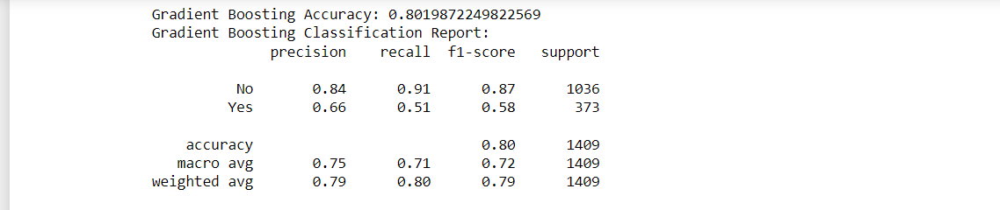 Gradient Boosting Accuracy: 0.8019872249822569
Gradient Boosting Classification Report:
precision recall f1-score support
No 0.84 0.91 0.87 1036
Yes 0.66 0.51 0.58 373
accuracy 0.80 1409
macro avg 0.75 0.71 0.72 1409
weighted avg 0.79 0.80 0.79 1409